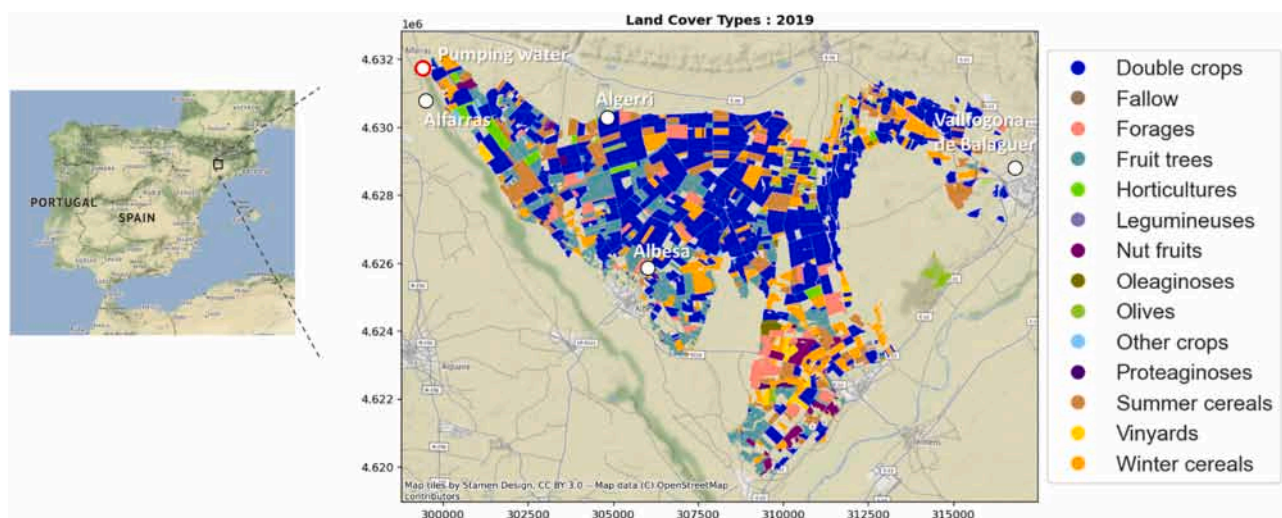 Land Cover Types : 2019
1e6
4.632
4.630
4.628
4.626
4.624
4.622
4.620
300000
302500
305000
307500
310000
312500
315000
Pumping water
Alfarras
Algerri
Albesa
Vallfogona
de Balaguer
Map tiles by Stamen Design, CC BY 3.0 -- Map data (C) OpenStreetMap
contributors
PORTUGAL
SPAIN
Double crops
Fallow
Forages
Fruit trees
Horticultures
Legumineuses
Nut fruits
Oleaginoses
Olives
Other crops
Proteaginoses
Summer cereals
Vinyards
Winter cereals